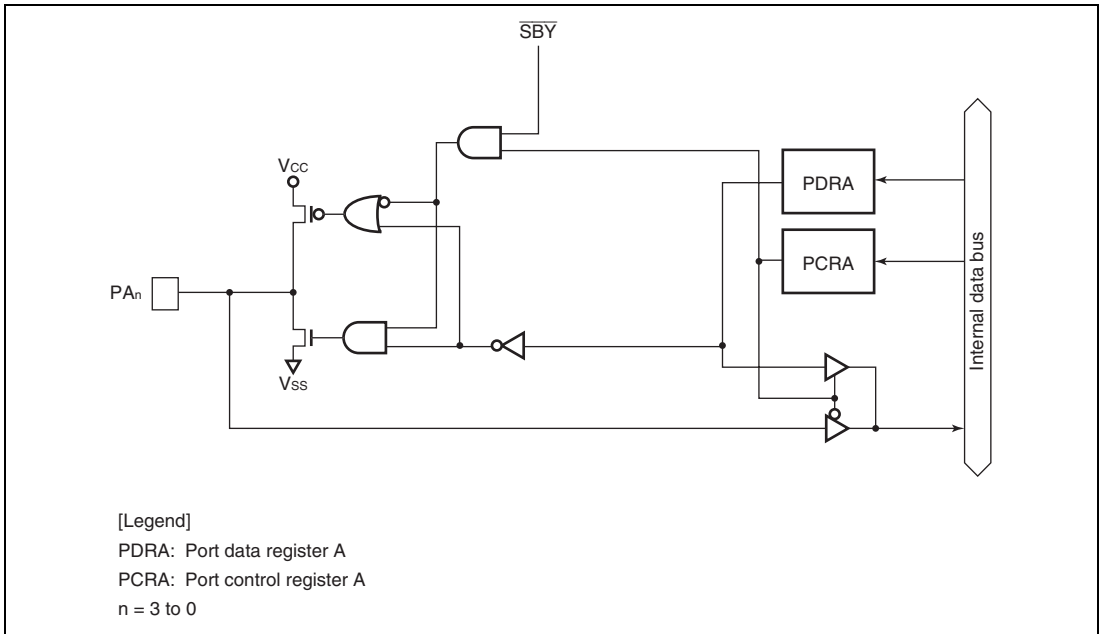 SBY
VCC
PDRA
PCRA
PAn
VSS
Internal data bus
[Legend]
PDRA: Port data register A
PCRA: Port control register A
n = 3 to 0